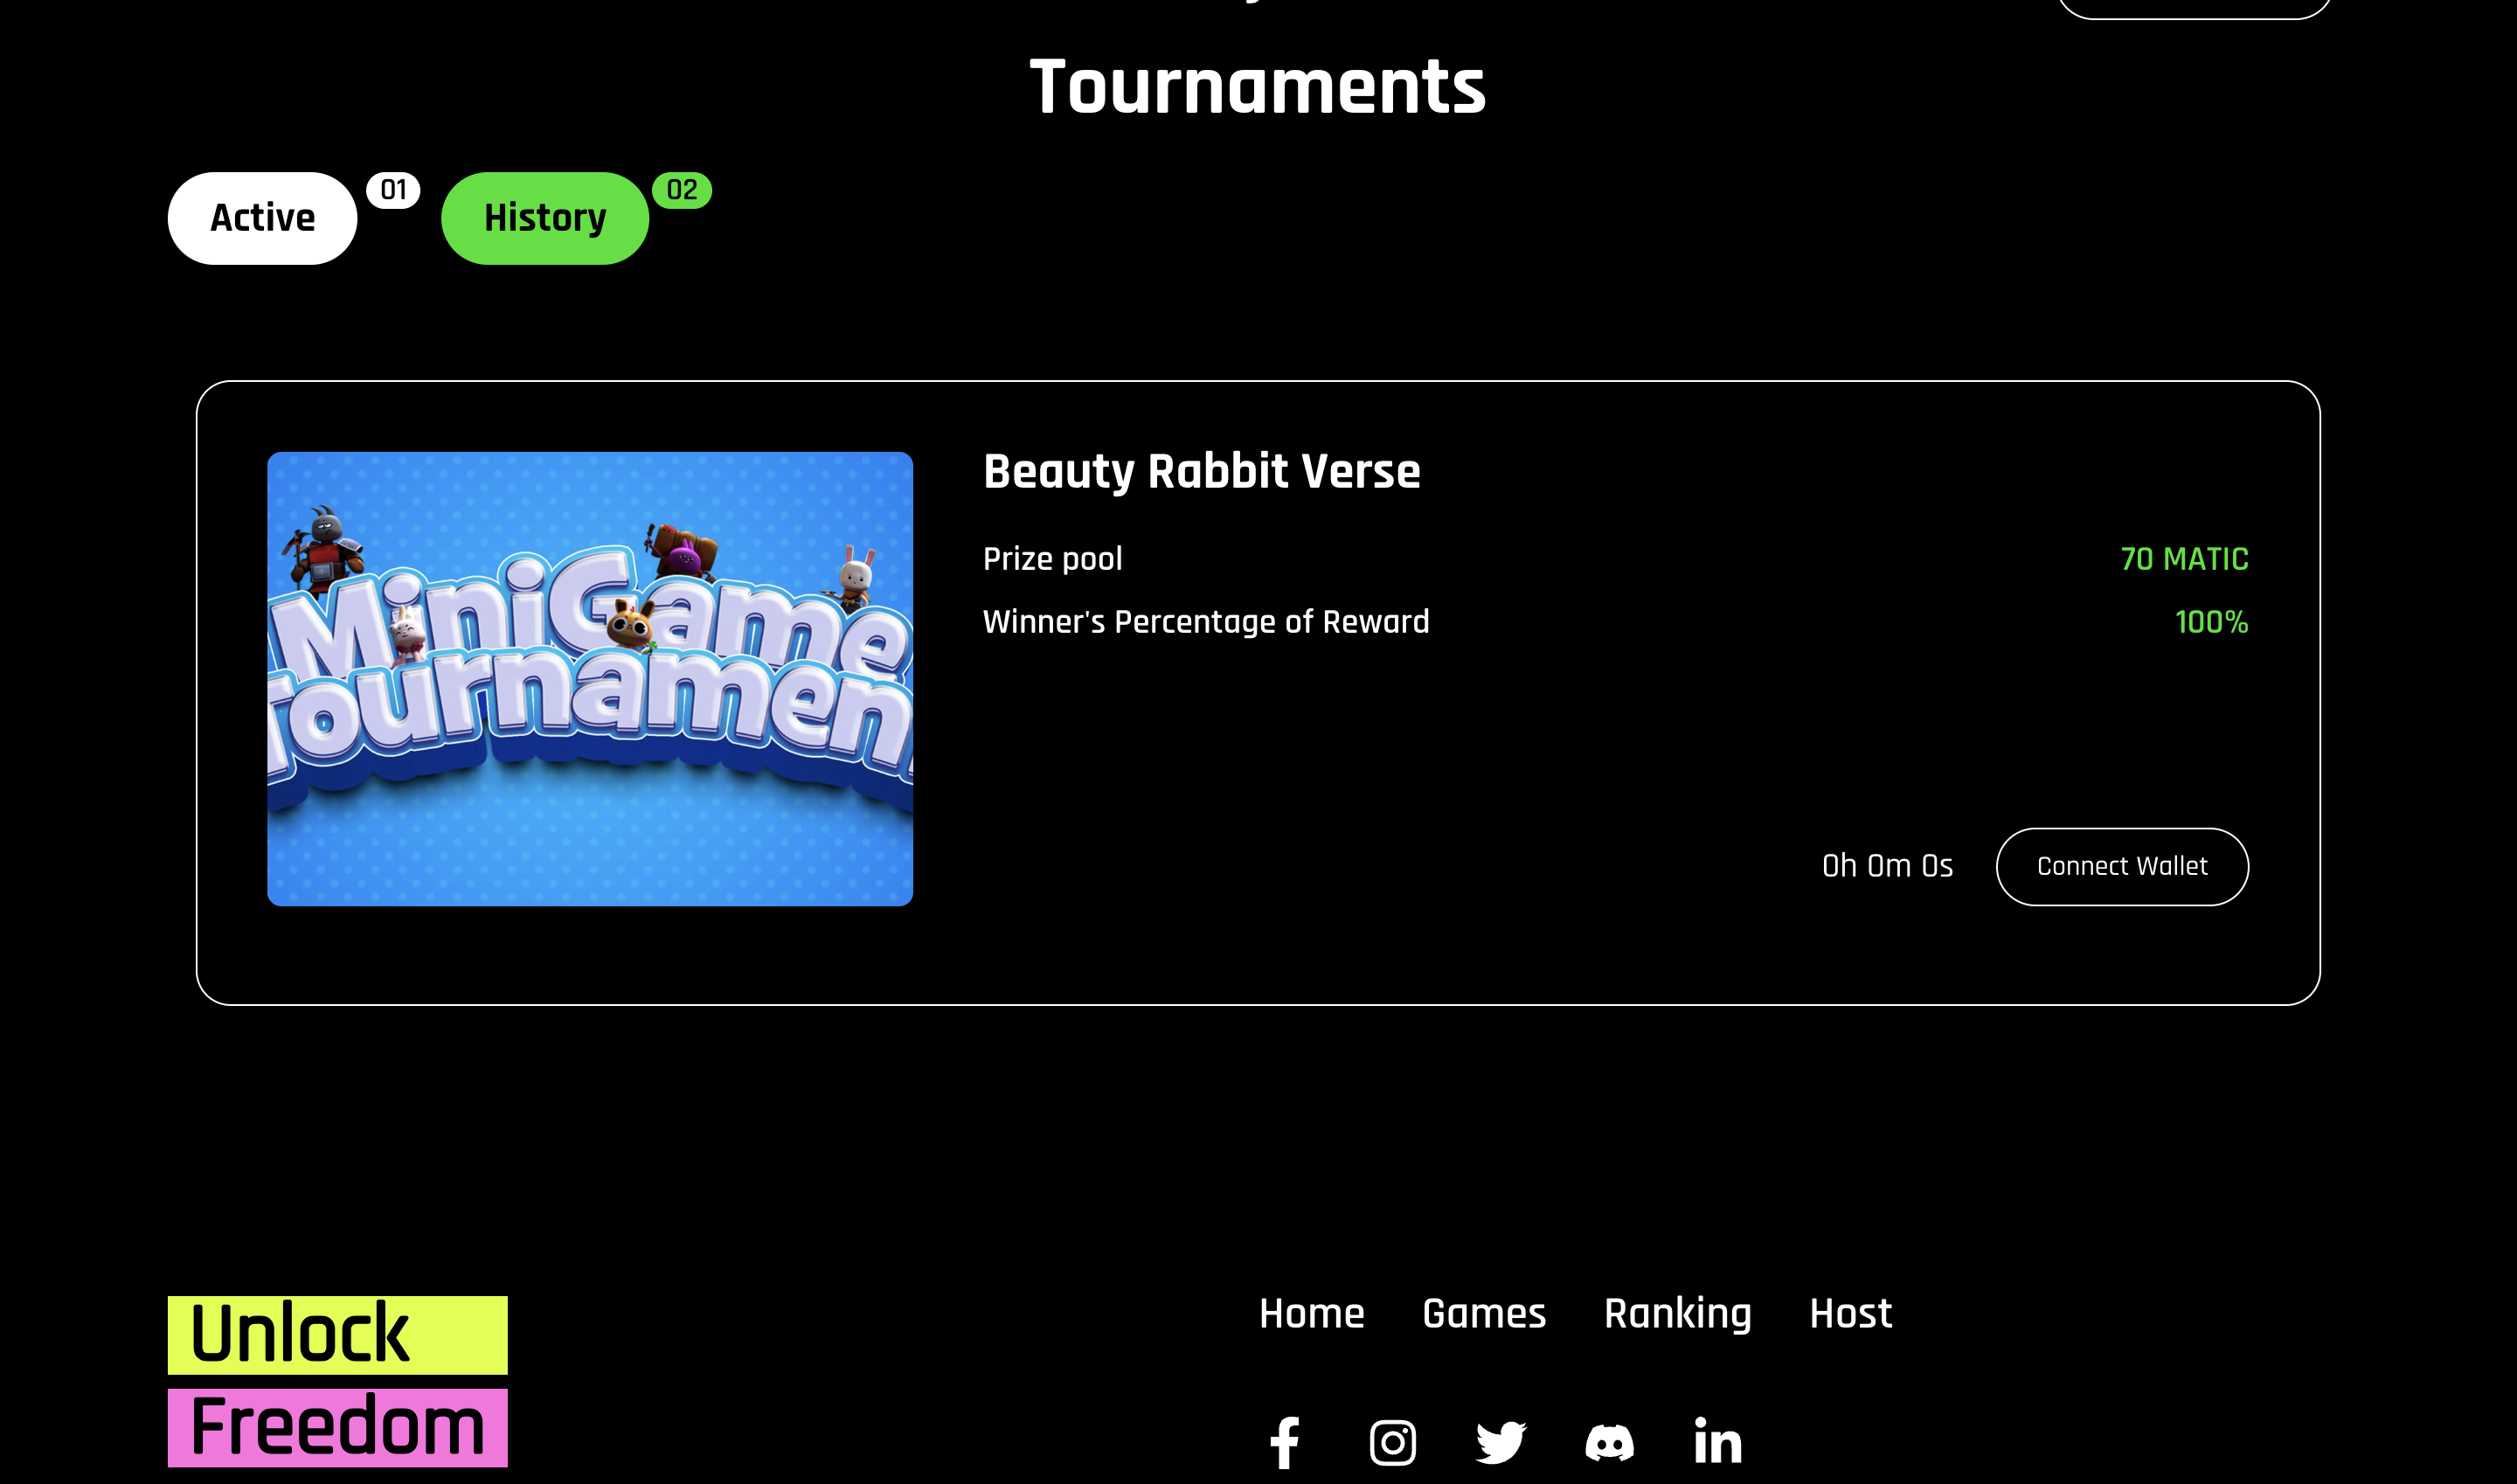 Tournaments
Active 01 History 02
Beauty Rabbit Verse
Prize pool 70 MATIC
Winner's Percentage of Reward 100%
MiniGame
Tournamen
0h 0m 0s Connect Wallet
Unlock
Freedom
Home Games Ranking Host